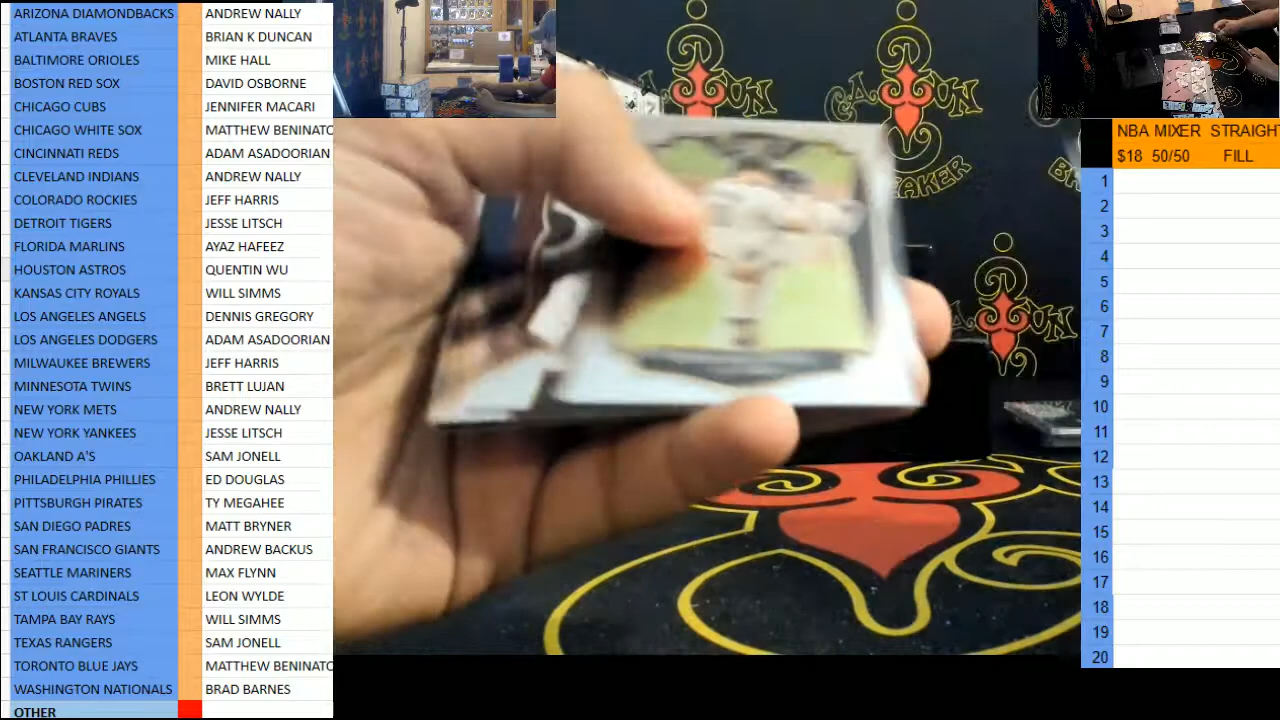 ARIZONA DIAMONDBACKS ANDREW NALLY
ATLANTA BRAVES BRIAN K DUNCAN
BALTIMORE ORIOLES MIKE HALL
BOSTON RED SOX DAVID OSBORNE
CHICAGO CUBS JENNIFER MACARI
CHICAGO WHITE SOX MATTHEW BENINATO
CINCINNATI REDS ADAM ASADOORIAN
CLEVELAND INDIANS ANDREW NALLY
COLORADO ROCKIES JEFF HARRIS
DETROIT TIGERS JESSE LITSCH
FLORIDA MARLINS AYAZ HAFEEZ
HOUSTON ASTROS QUENTIN WU
KANSAS CITY ROYALS WILL SIMMS
LOS ANGELES ANGELS DENNIS GREGORY
LOS ANGELES DODGERS ADAM ASADOORIAN
MILWAUKEE BREWERS JEFF HARRIS
MINNESOTA TWINS BRETT LUJAN
NEW YORK METS ANDREW NALLY
NEW YORK YANKEES JESSE LITSCH
OAKLAND A'S SAM JONELL
PHILADELPHIA PHILLIES ED DOUGLAS
PITTSBURGH PIRATES TY MEGAHEE
SAN DIEGO PADRES MATT BRYNER
SAN FRANCISCO GIANTS ANDREW BACKUS
SEATTLE MARINERS MAX FLYNN
ST LOUIS CARDINALS LEON WYLDE
TAMPA BAY RAYS WILL SIMMS
TEXAS RANGERS SAM JONELL
TORONTO BLUE JAYS MATTHEW BENINATO
WASHINGTON NATIONALS BRAD BARNES
OTHER
NBA MIXER STRAIGHT
$18 50/50 FILL
1
2
3
4
5
6
7
8
9
10
11
12
13
14
15
16
17
18
19
20